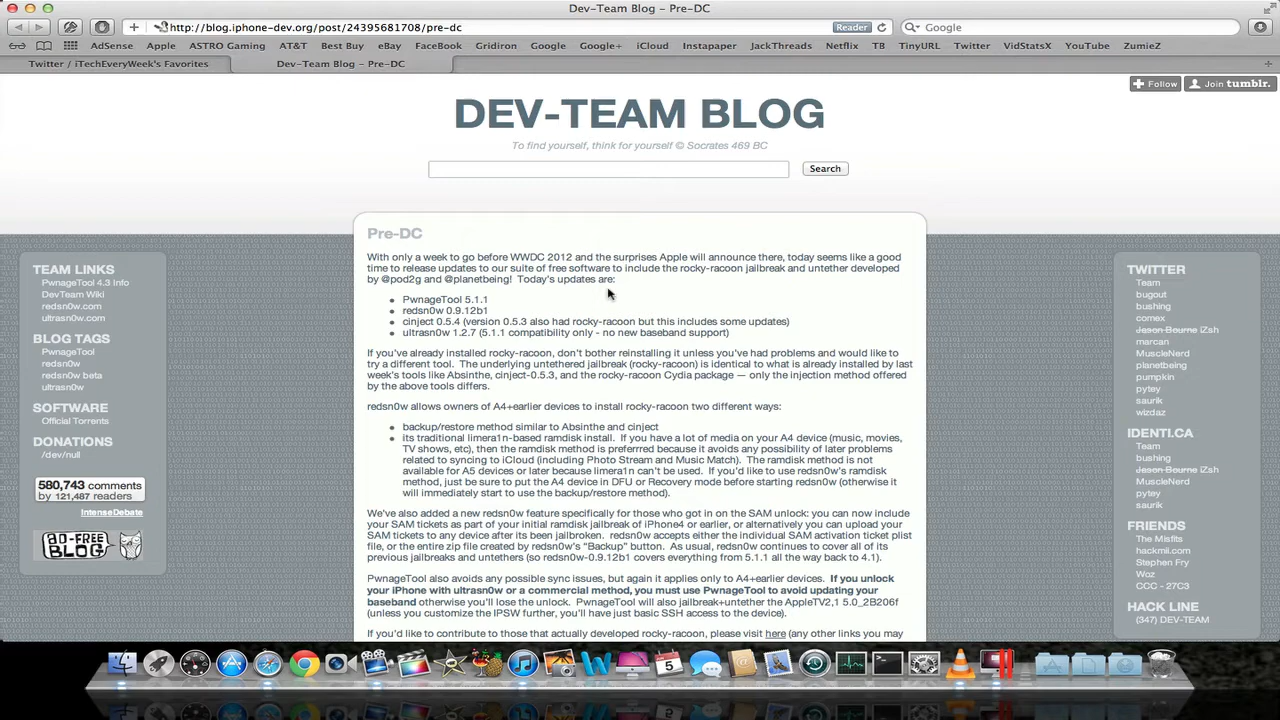 Dev-Team Blog – Pre-DC
http://blog.iphone-dev.org/post/24395681708/pre-dc
Reader
Google
AdSense Apple ASTRO Gaming AT&T Best Buy eBay FaceBook Gridiron Google Google+ iCloud Instapaper JackThreads Netflix TB TinyURL Twitter VidStatsX YouTube ZumieZ
Twitter / iTechEveryWeek's Favorites
Dev-Team Blog – Pre-DC
Follow
Join tumblr.
DEV-TEAM BLOG
To find yourself, think for yourself © Socrates 469 BC
Search
TEAM LINKS
PwnageTool 4.3 Info
DevTeam Wiki
redsn0w.com
ultrasn0w.com
BLOG TAGS
PwnageTool
redsn0w
redsn0w beta
ultrasn0w
SOFTWARE
Official Torrents
DONATIONS
/dev/null
580,743 comments
by 121,487 readers
IntenseDebate
AD-FREE
BLOG
Pre-DC
With only a week to go before WWDC 2012 and the surprises Apple will announce there, today seems like a good
time to release updates to our suite of free software to include the rocky-racoon jailbreak and untether developed
by @pod2g and @planetbeing! Today's updates are:
PwnageTool 5.1.1
redsn0w 0.9.12b1
cinject 0.5.4 (version 0.5.3 also had rocky-racoon but this includes some updates)
ultrasn0w 1.2.7 (5.1.1 compatibility only - no new baseband support)
If you've already installed rocky-racoon, don't bother reinstalling it unless you've had problems and would like to
try a different tool. The underlying untethered jailbreak (rocky-racoon) is identical to what is already installed by last
week's tools like Absinthe, cinject-0.5.3, and the rocky-racoon Cydia package — only the injection method offered
by the above tools differs.
redsn0w allows owners of A4+earlier devices to install rocky-racoon two different ways:
backup/restore method similar to Absinthe and cinject
its traditional limera1n-based ramdisk install. If you have a lot of media on your A4 device (music, movies,
TV shows, etc), then the ramdisk method is preferred because it avoids any possibility of later problems
related to syncing to iCloud (including Photo Stream and Music Match). The ramdisk method is not
available for A5 devices or later because limera1n can't be used. If you'd like to use redsn0w's ramdisk
method, just be sure to put the A4 device in DFU or Recovery mode before starting redsn0w (otherwise it
will immediately start to use the backup/restore method).
We've also added a new redsn0w feature specifically for those who got in on the SAM unlock: you can now include
your SAM tickets as part of your initial ramdisk jailbreak of iPhone4 or earlier, or alternatively you can upload your
SAM tickets to any device after its been jailbroken. redsn0w accepts either the individual SAM activation ticket plist
file, or the entire zip file created by redsn0w's "Backup" button. As usual, redsn0w continues to cover all of its
previous jailbreaks and untethers (so redsn0w-0.9.12b1 covers everything from 5.1.1 all the way back to 4.1).
PwnageTool also avoids any possible sync issues, but again it applies only to A4+earlier devices. If you unlock
your iPhone with ultrasn0w or a commercial method, you must use PwnageTool to avoid updating your
baseband otherwise you'll lose the unlock. PwnageTool will also jailbreak+untether the AppleTV2,1 5.0_2B206f
(unless you customize the IPSW further, you'll have just basic SSH access to the device).
If you'd like to contribute to those that actually developed rocky-racoon, please visit here (any other links you may
TWITTER
Team
bugout
bushing
comex
Jason Bourne iZsh
marcan
MuscleNerd
planetbeing
pumpkin
pytey
saurik
wizdaz
IDENTI.CA
Team
bushing
Jason Bourne iZsh
MuscleNerd
pytey
saurik
FRIENDS
The Misfits
hackmii.com
Stephen Fry
Woz
CCC - 27C3
HACK LINE
(347) DEV-TEAM
5